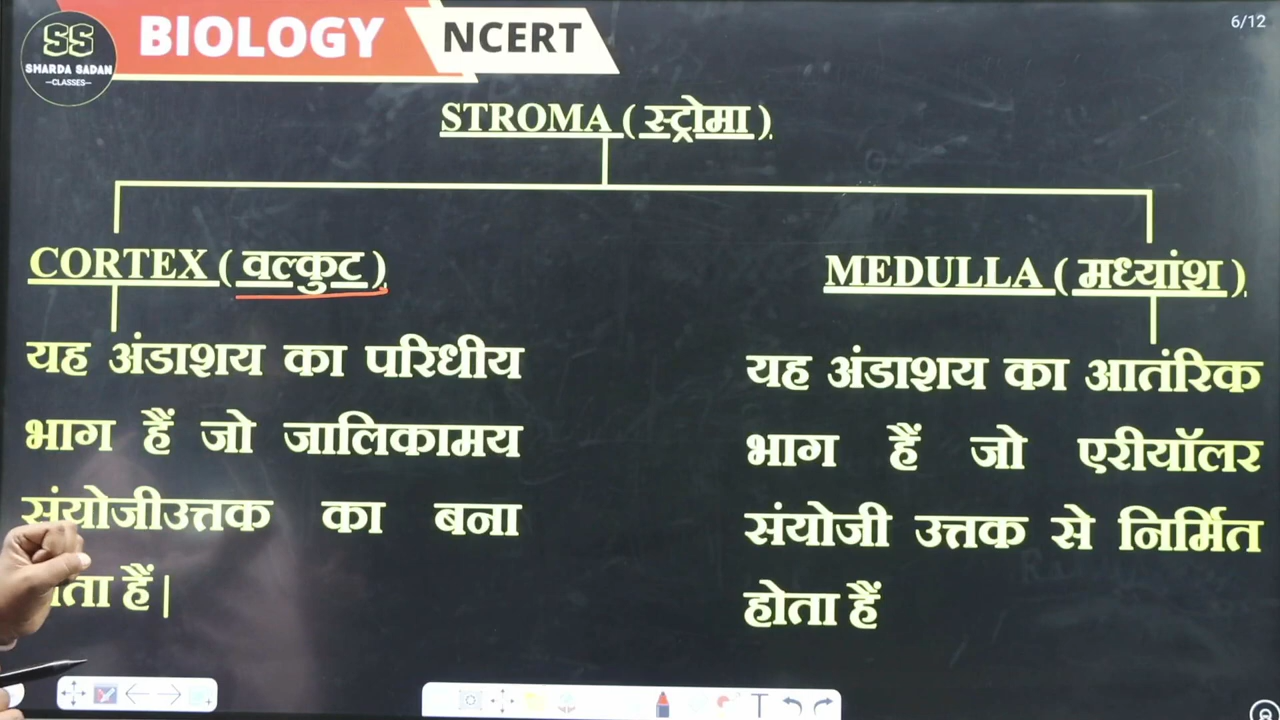 SS
SHARDA SADAN
—CLASSES—
BIOLOGY NCERT
6/12
STROMA ( स्ट्रोमा )
CORTEX ( वल्कुट )
यह अंडाशय का परिधीय
भाग हैं जो जालिकामय
संयोजीउत्तक का बना
हैं |
MEDULLA ( मध्यांश )
यह अंडाशय का आतंरिक
भाग हैं जो एरीयॉलर
संयोजी उत्तक से निर्मित
होता हैं
T